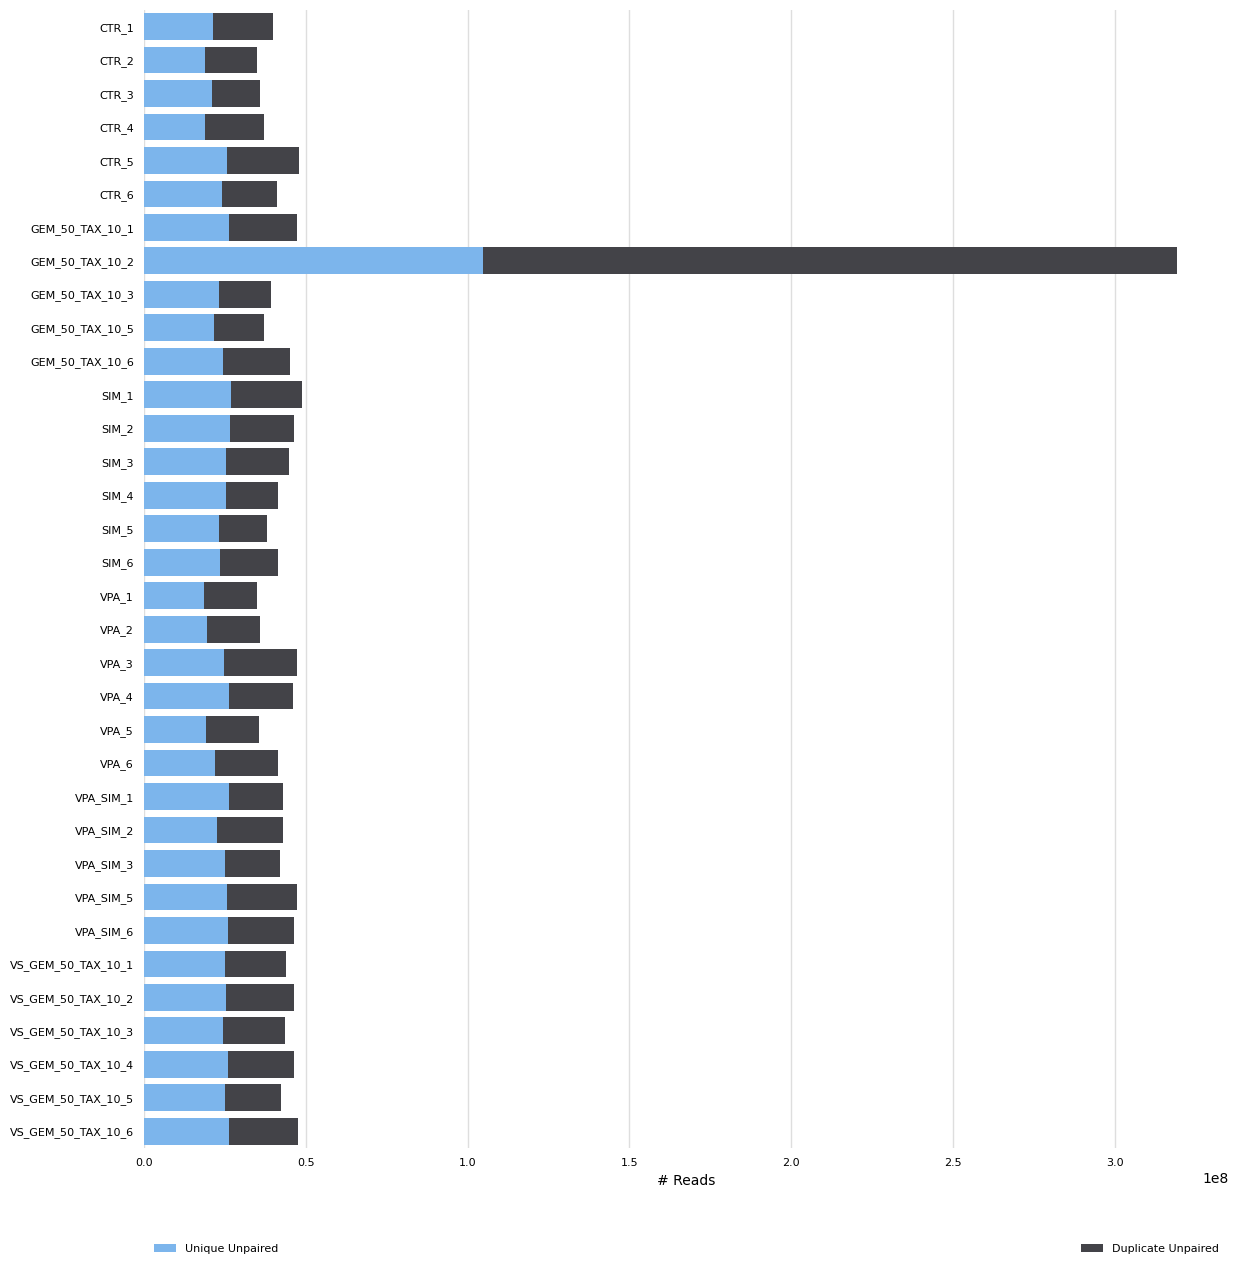 CTR_1
CTR_2
CTR_3
CTR_4
CTR_5
CTR_6
GEM_50_TAX_10_1
GEM_50_TAX_10_2
GEM_50_TAX_10_3
GEM_50_TAX_10_5
GEM_50_TAX_10_6
SIM_1
SIM_2
SIM_3
SIM_4
SIM_5
SIM_6
VPA_1
VPA_2
VPA_3
VPA_4
VPA_5
VPA_6
VPA_SIM_1
VPA_SIM_2
VPA_SIM_3
VPA_SIM_5
VPA_SIM_6
VS_GEM_50_TAX_10_1
VS_GEM_50_TAX_10_2
VS_GEM_50_TAX_10_3
VS_GEM_50_TAX_10_4
VS_GEM_50_TAX_10_5
VS_GEM_50_TAX_10_6
0.0 0.5 1.0 1.5 2.0 2.5 3.0
# Reads 1e8
Unique Unpaired Duplicate Unpaired